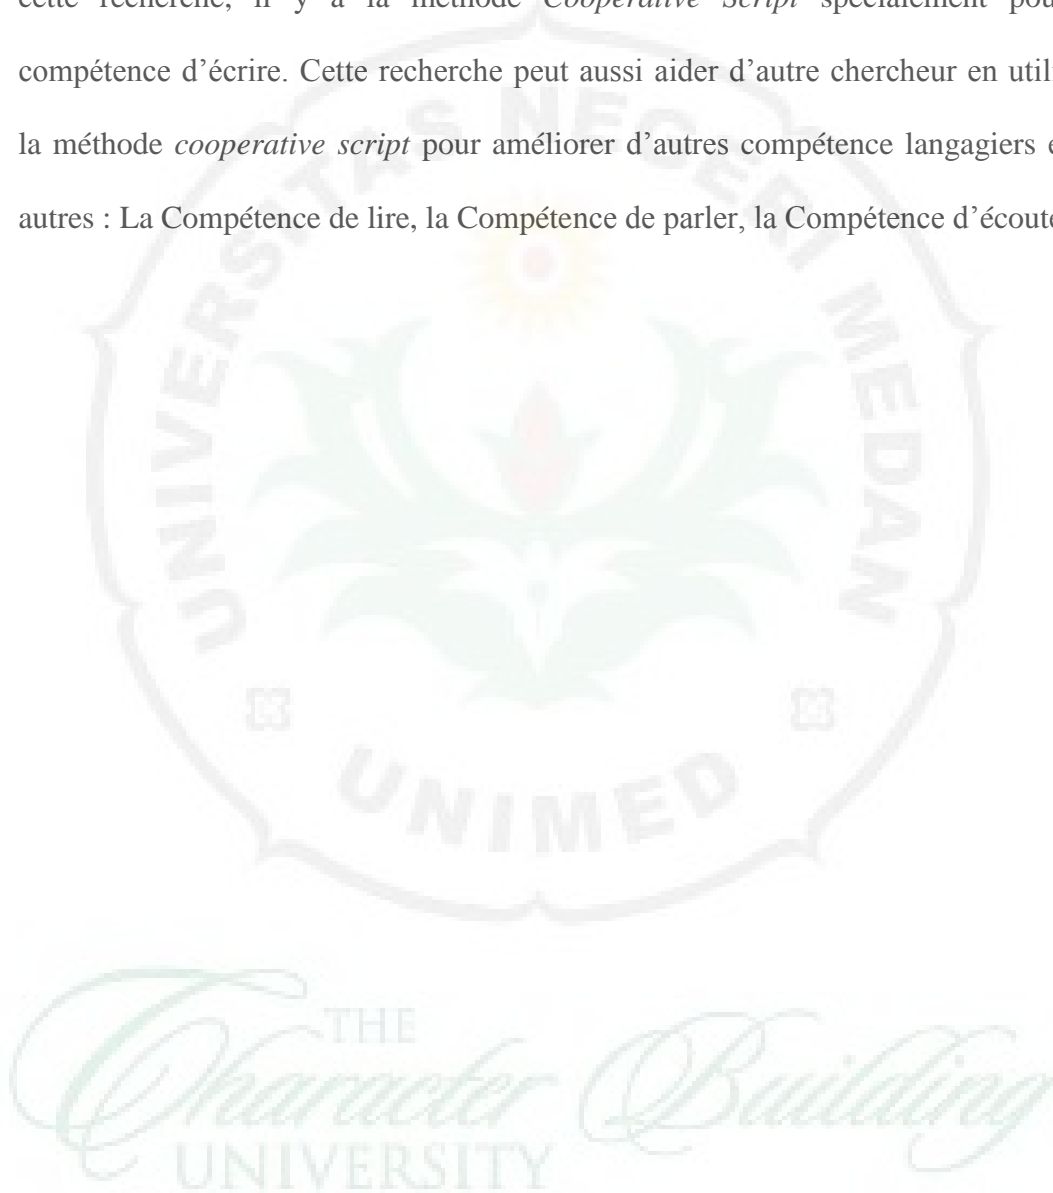 cette recherche, il y a la méthode Cooperative Script spécialement pou
compétence d’écrire. Cette recherche peut aussi aider d’autre chercheur en utili
la méthode cooperative script pour améliorer d’autres compétence langagiers e
autres : La Compétence de lire, la Compétence de parler, la Compétence d’écoute
UNIVERSITAS NEGERI MEDAN
UNIMED
THE
Character Building
UNIVERSITY